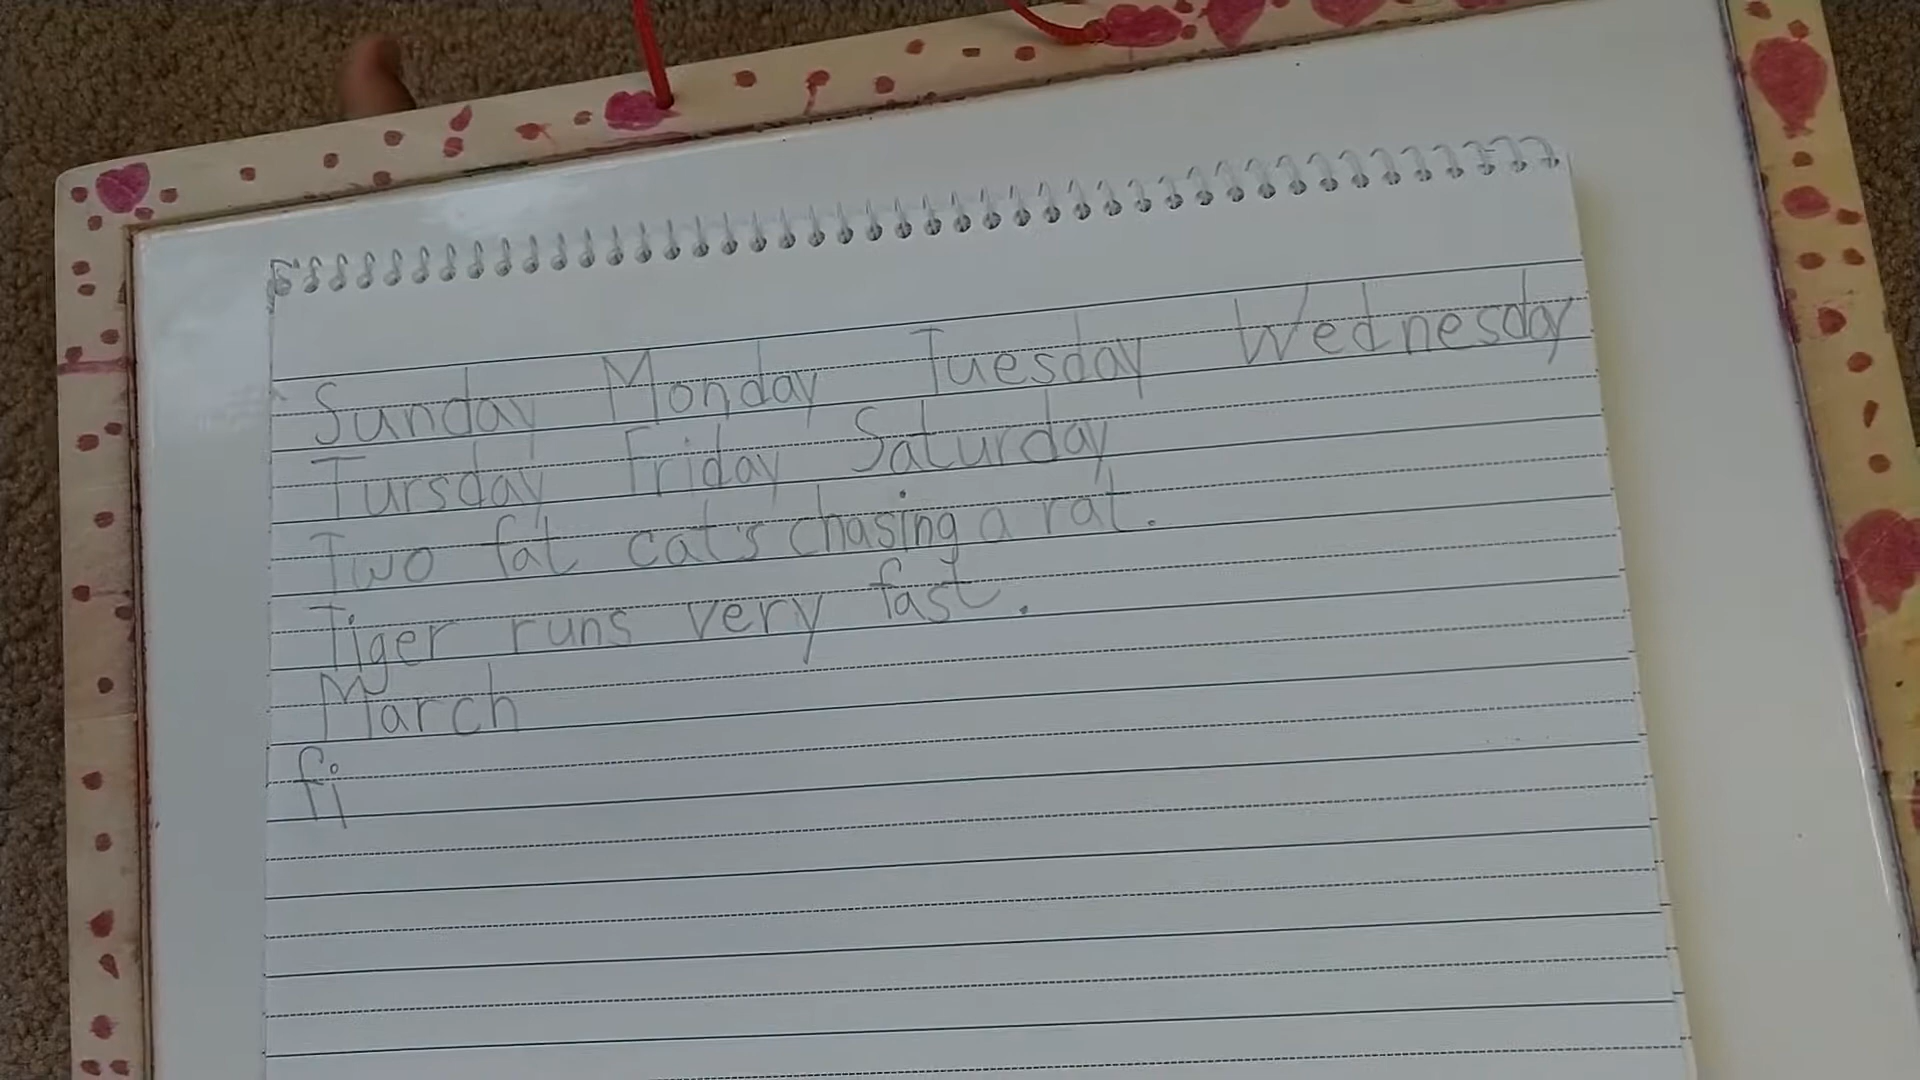 Sunday Monday Tuesday Wednesday
Tursday Friday Saturday
Two fat cat's chasing a rat.
Tiger runs very fast.
March
fi